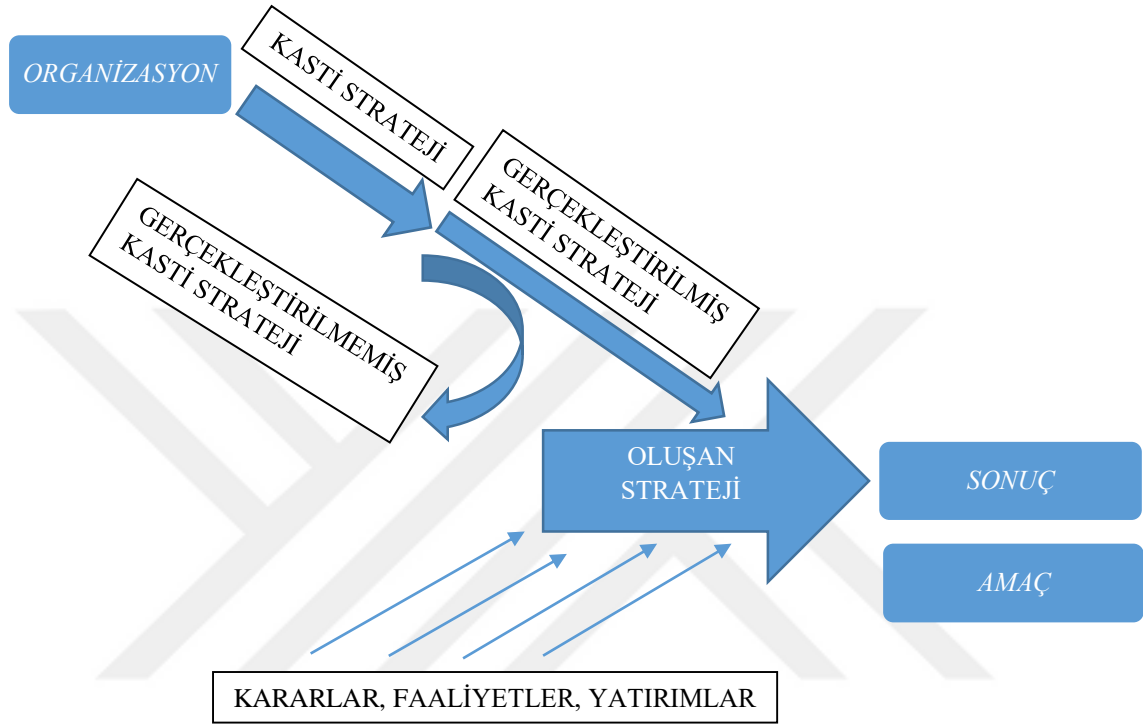 ORGANİZASYON
KASTİ STRATEJİ
GERÇEKLEŞTİRİLMİŞ
KASTİ STRATEJİ
GERÇEKLEŞTİRİLMEMİŞ
KASTİ STRATEJİ
OLUŞAN
STRATEJİ
SONUÇ
AMAÇ
KARARLAR, FAALİYETLER, YATIRIMLAR